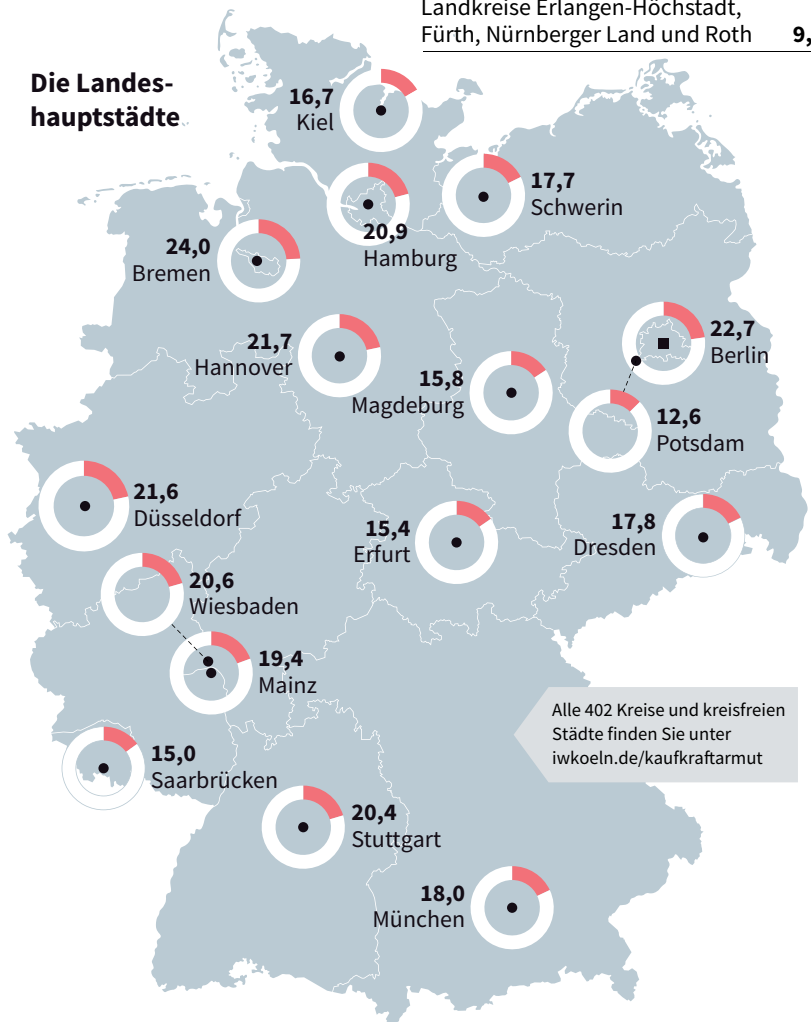 Landkreise Erlangen-Höchstadt,
Fürth, Nürnberger Land und Roth 9,
Die Landes-
hauptstädte
16,7
Kiel
17,7
Schwerin
20,9
Hamburg
24,0
Bremen
21,7
Hannover
22,7
Berlin
15,8
Magdeburg
12,6
Potsdam
21,6
Düsseldorf
15,4
Erfurt
17,8
Dresden
20,6
Wiesbaden
19,4
Mainz
Alle 402 Kreise und kreisfreien
Städte finden Sie unter
iwkoeln.de/kaufkraftarmut
15,0
Saarbrücken
20,4
Stuttgart
18,0
München